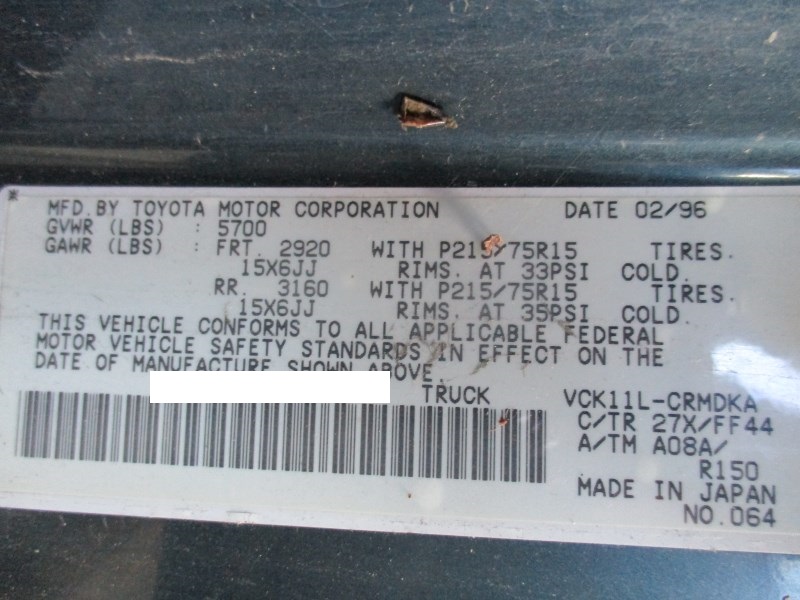 MFD. BY TOYOTA MOTOR CORPORATION DATE 02/96
GVWR (LBS) : 5700
GAWR (LBS) : FRT. 2920 WITH P215/75R15 TIRES.
15X6JJ RIMS. AT 33PSI COLD.
RR. 3160 WITH P215/75R15 TIRES.
15X6JJ RIMS. AT 35PSI COLD.
THIS VEHICLE CONFORMS TO ALL APPLICABLE FEDERAL
MOTOR VEHICLE SAFETY STANDARDS IN EFFECT ON THE
DATE OF MANUFACTURE SHOWN ABOVE.
TRUCK VCK11L-CRMDKA
C/TR 27X/FF44
A/TM A08A/
R150
MADE IN JAPAN
NO.064